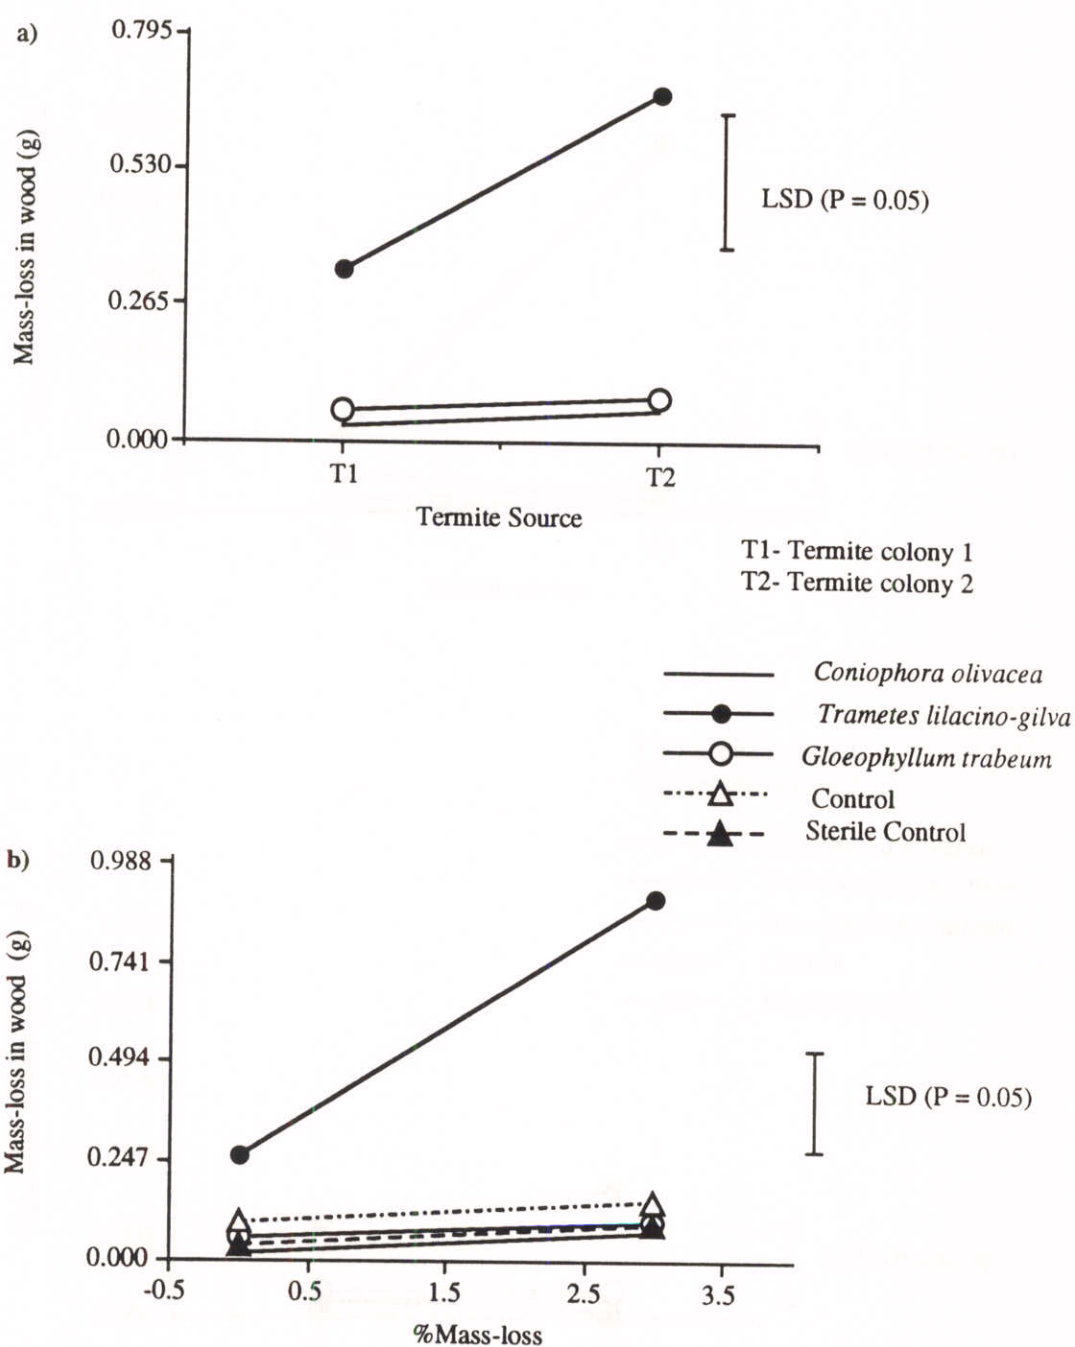 a)
0.795
0.530
0.265
0.000
Mass-loss in wood (g)
LSD (P = 0.05)
T1
T2
Termite Source
T1- Termite colony 1
T2- Termite colony 2
Coniophora olivacea
Trametes lilacino-gilva
Gloeophyllum trabeum
Control
Sterile Control
b)
0.988
0.741
0.494
0.247
0.000
Mass-loss in wood (g)
LSD (P = 0.05)
-0.5
0.5
1.5
2.5
3.5
%Mass-loss